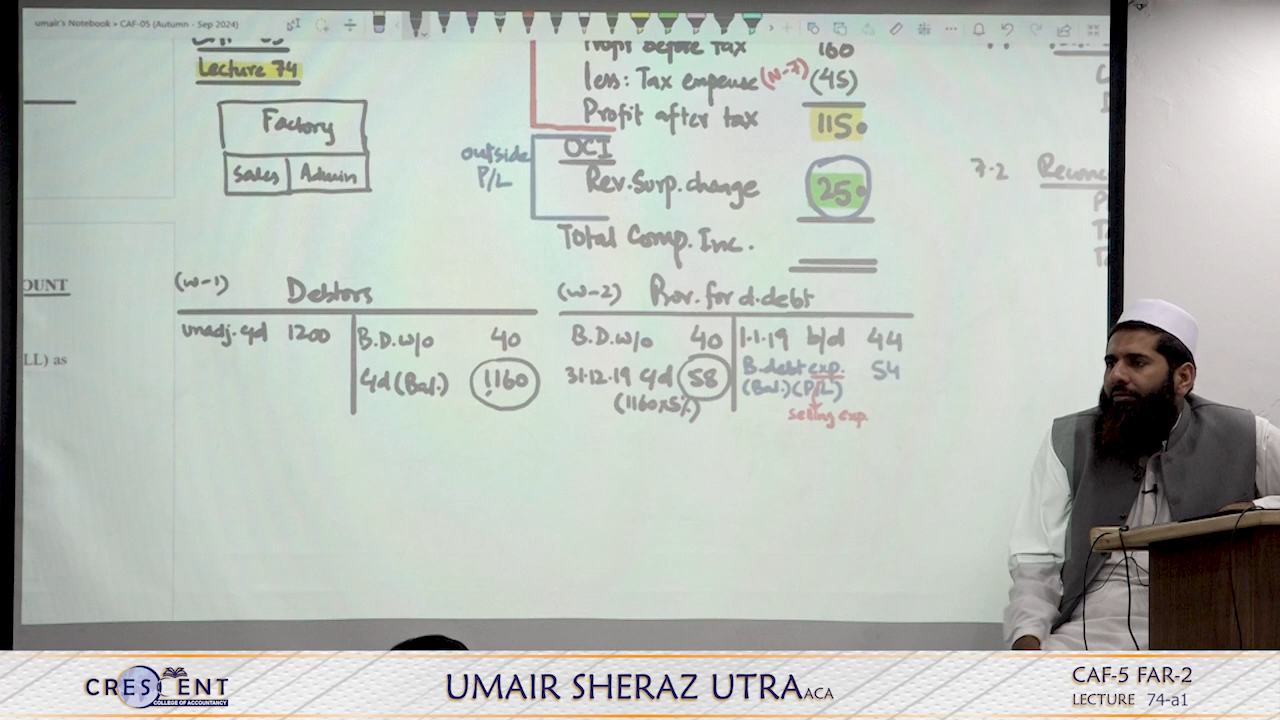 umair's Notebook > CAF-05 (Autumn - Sep 2024)
Lecture 74
Factory
Sales Admin
Profit before tax 160
less: Tax expense (N-7) (45)
Profit after tax 115
outside P/L
OCI
Rev. Surp. change 25
Total Comp. Inc.
7.2
OUNT
LL) as
(w-1) Debtors
unadj. c/d 1200 B.D. w/o 40
c/d (Bal.) 1160
(w-2) Prov. for d. debt
B.D. w/o 40 1.1.19 b/d 44
31.12.19 c/d 58 B. debt exp. 54
(1160x5%) (Bal.) (P/L)
selling exp.
CRESCENT
COLLEGE OF ACCOUNTANCY
UMAIR SHERAZ UTRA ACA
CAF-5 FAR-2
LECTURE 74-a1